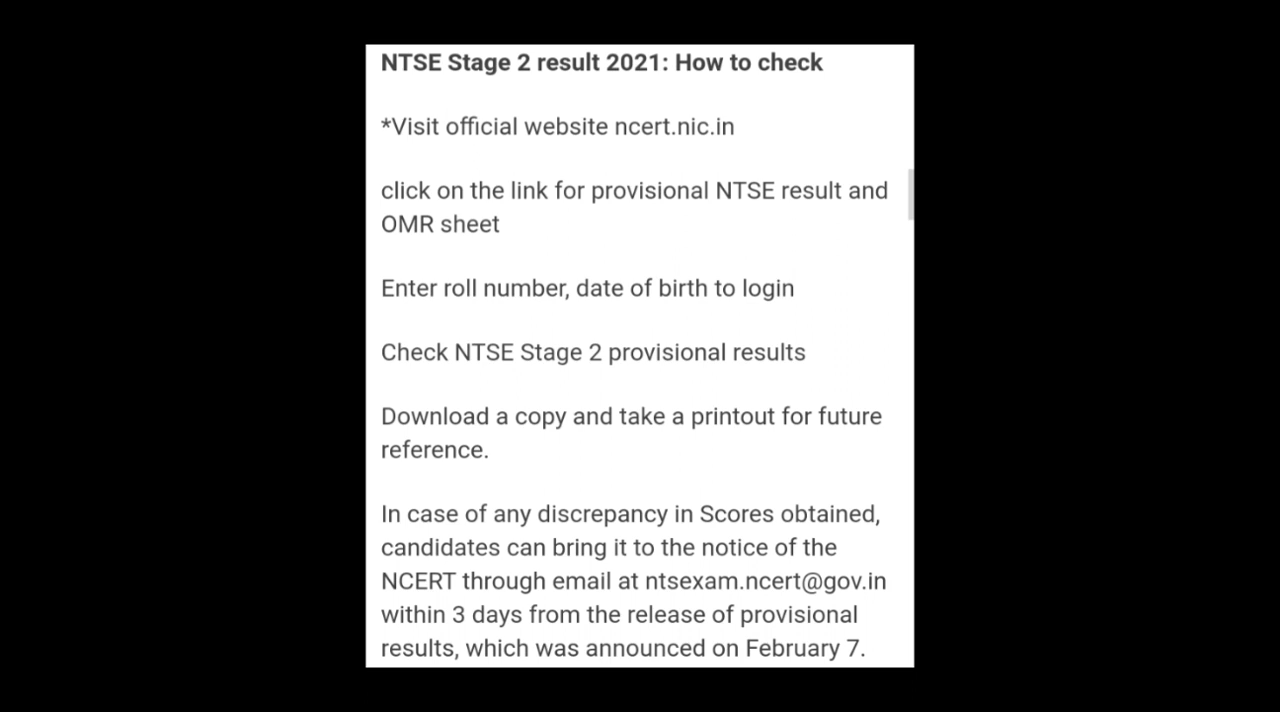 NTSE Stage 2 result 2021: How to check
*Visit official website ncert.nic.in
click on the link for provisional NTSE result and
OMR sheet
Enter roll number, date of birth to login
Check NTSE Stage 2 provisional results
Download a copy and take a printout for future
reference.
In case of any discrepancy in Scores obtained,
candidates can bring it to the notice of the
NCERT through email at ntsexam.ncert@gov.in
within 3 days from the release of provisional
results, which was announced on February 7.